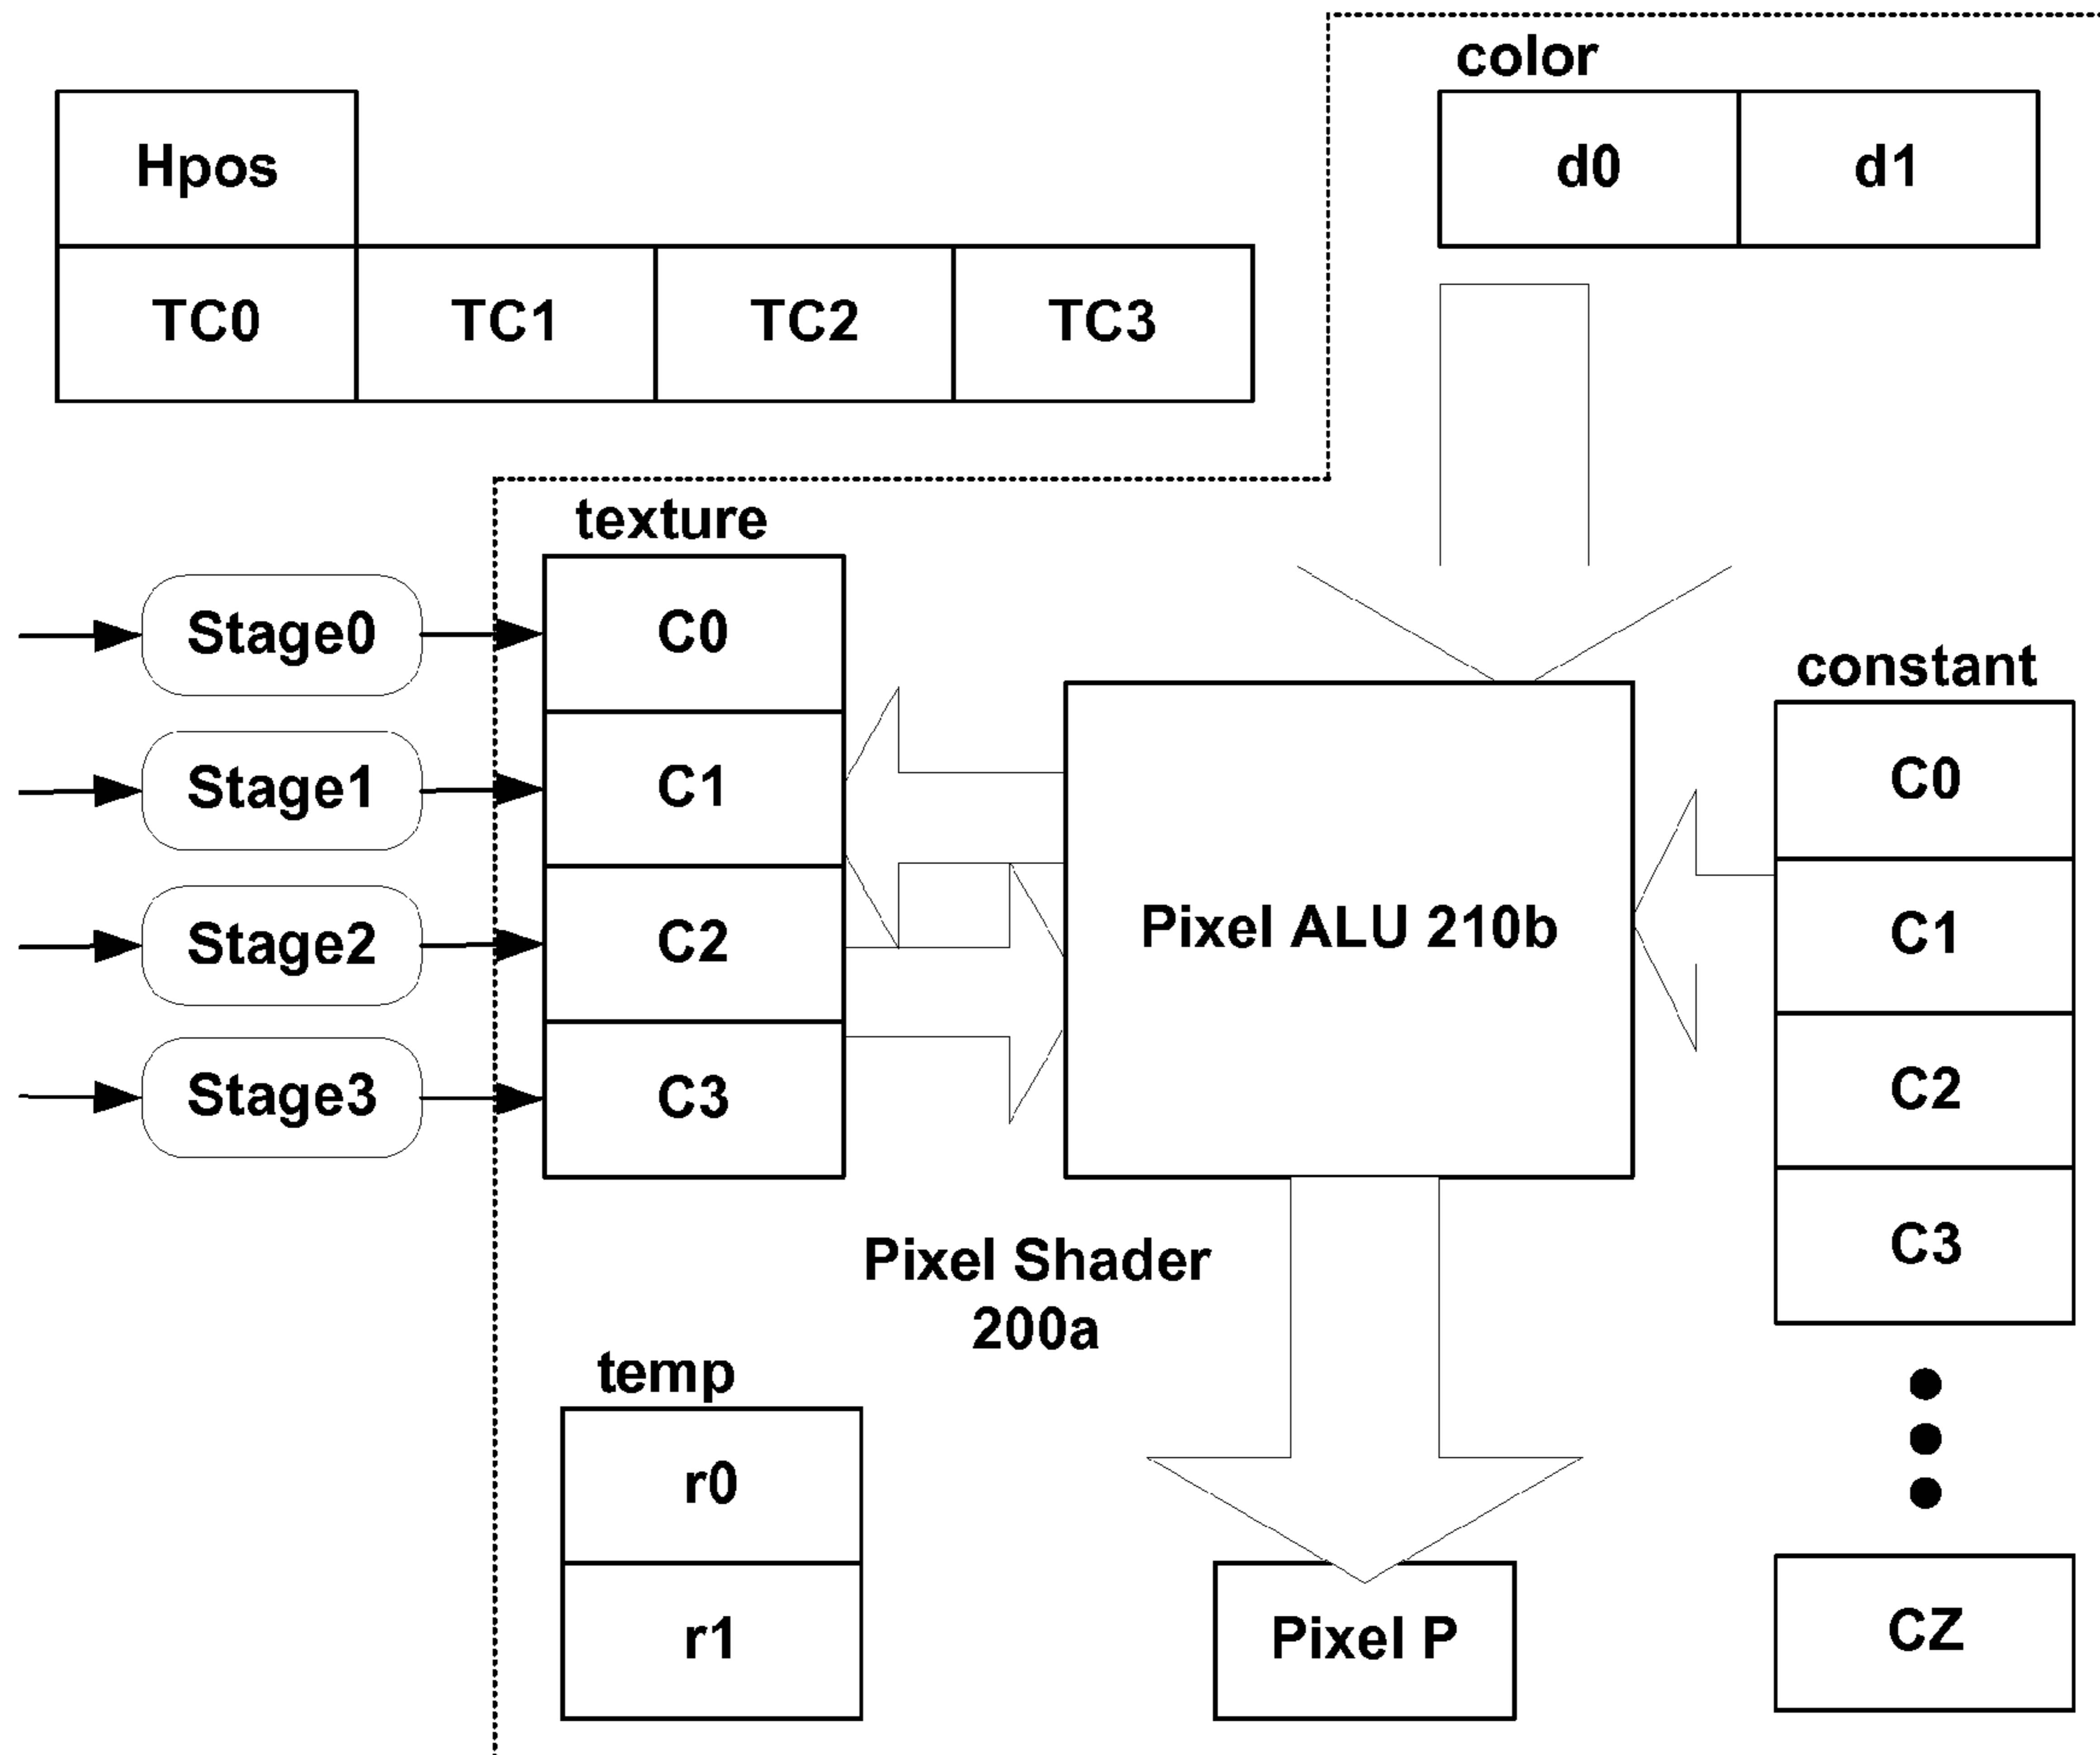 color
Hpos
d0 d1
TC0 TC1 TC2 TC3
texture
Stage0 C0
constant
Stage1 C1
C0
Stage2 C2
Pixel ALU 210b
C1
Stage3 C3
C2
Pixel Shader
200a
C3
temp
r0
r1
Pixel P
CZ